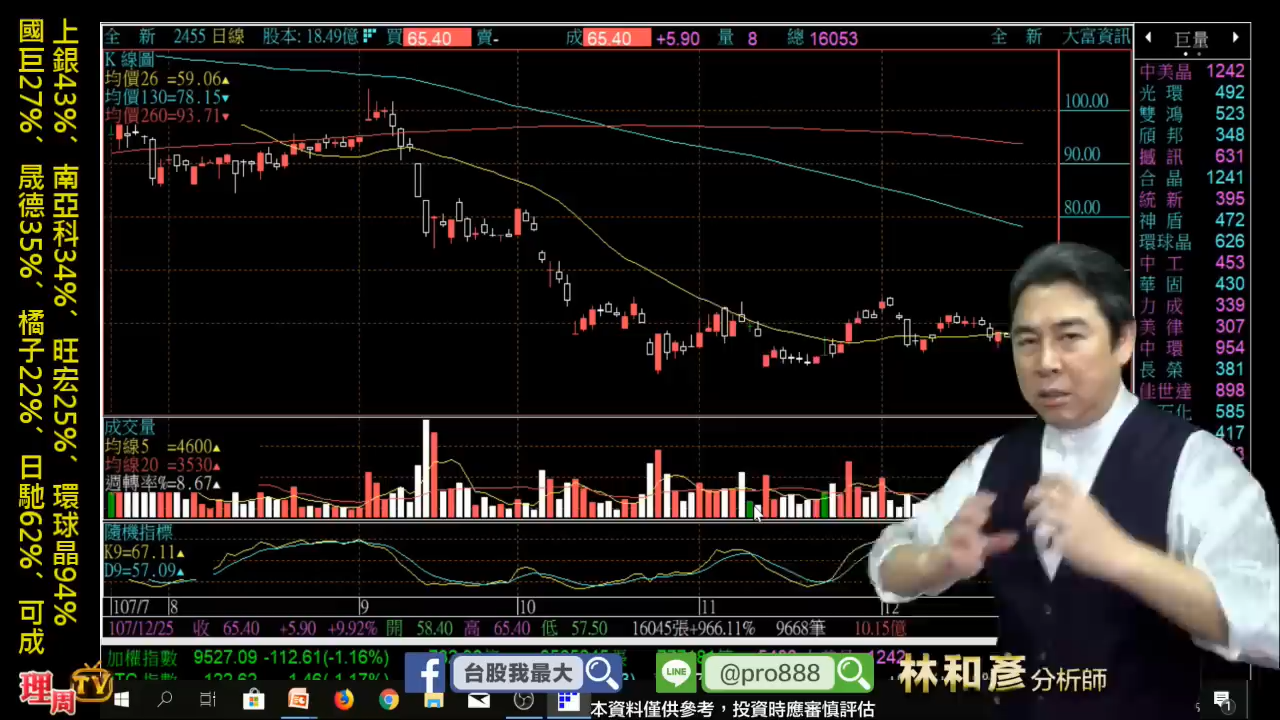 上銀43%、南亞科34%、旺宏25%、環球晶94%
國巨27%、晟德35%、橘子22%、日馳62%、可成
全 新 2455 日線 股本: 18.49億 買 65.40 賣- 成 65.40 +5.90 量 8 總 16053 全 新 大富資訊
K 線圖
均價26 =59.06▲
均價130=78.15▼
均價260=93.71▼
100.00
90.00
80.00
巨量
中美晶 1242
光 環 492
雙 鴻 523
頎 邦 348
撼 訊 631
合 晶 1241
統 新 395
神 盾 472
環球晶 626
中 工 453
華 固 430
力 成 339
美 律 307
中 環 954
長 榮 381
佳世達 898
石化 585
417
成交量
均線5 =4600▲
均線20 =3530▲
週轉率%=8.67▲
隨機指標
K9=67.11▲
D9=57.09▲
107/7 8 9 10 11 12
107/12/25 收 65.40 +5.90 +9.92% 開 58.40 高 65.40 低 57.50 16045張+966.11% 9668筆 10.15億
加權指數 9527.09 -112.61(-1.16%) 1242
理周TV
台股我最大
LINE
@pro888
林和彥 分析師
本資料僅供參考，投資時應審慎評估